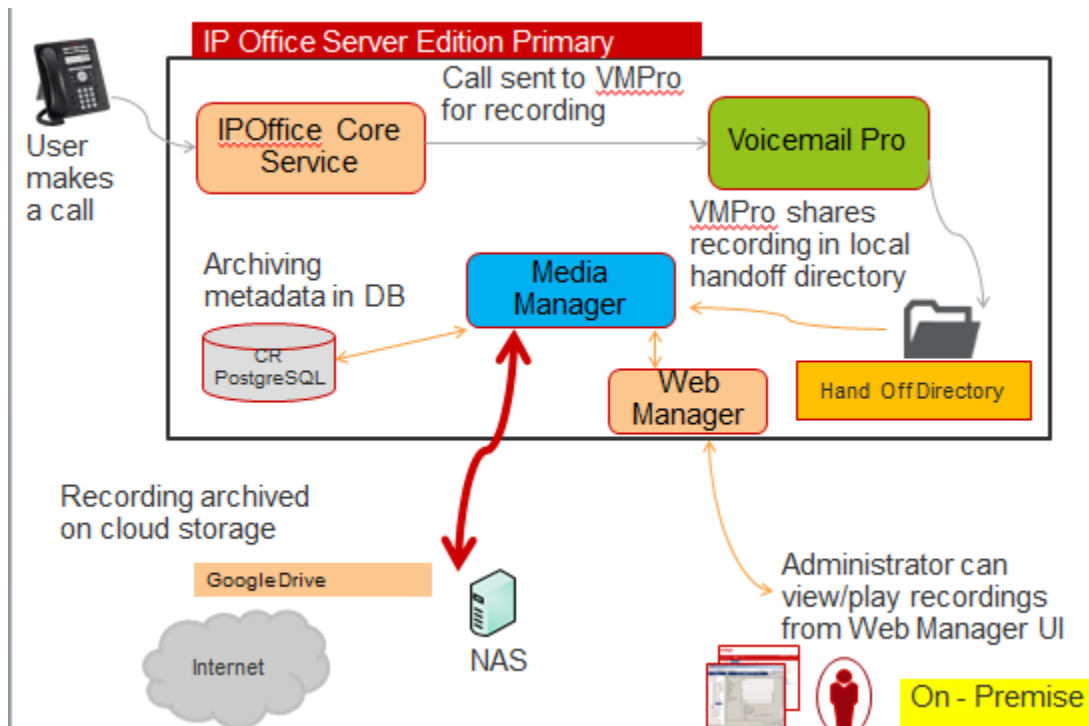 IP Office Server Edition Primary
User
makes
a call
IPOffice Core
Service
Call sent to VMPro
for recording
Voicemail Pro
VMPro shares
recording in local
handoff directory
Archiving
metadata in DB
Media
Manager
CR
PostgreSQL
Web
Manager
Hand Off Directory
Recording archived
on cloud storage
GoogleDrive
Internet
NAS
Administrator can
view/play recordings
from Web Manager UI
On - Premise